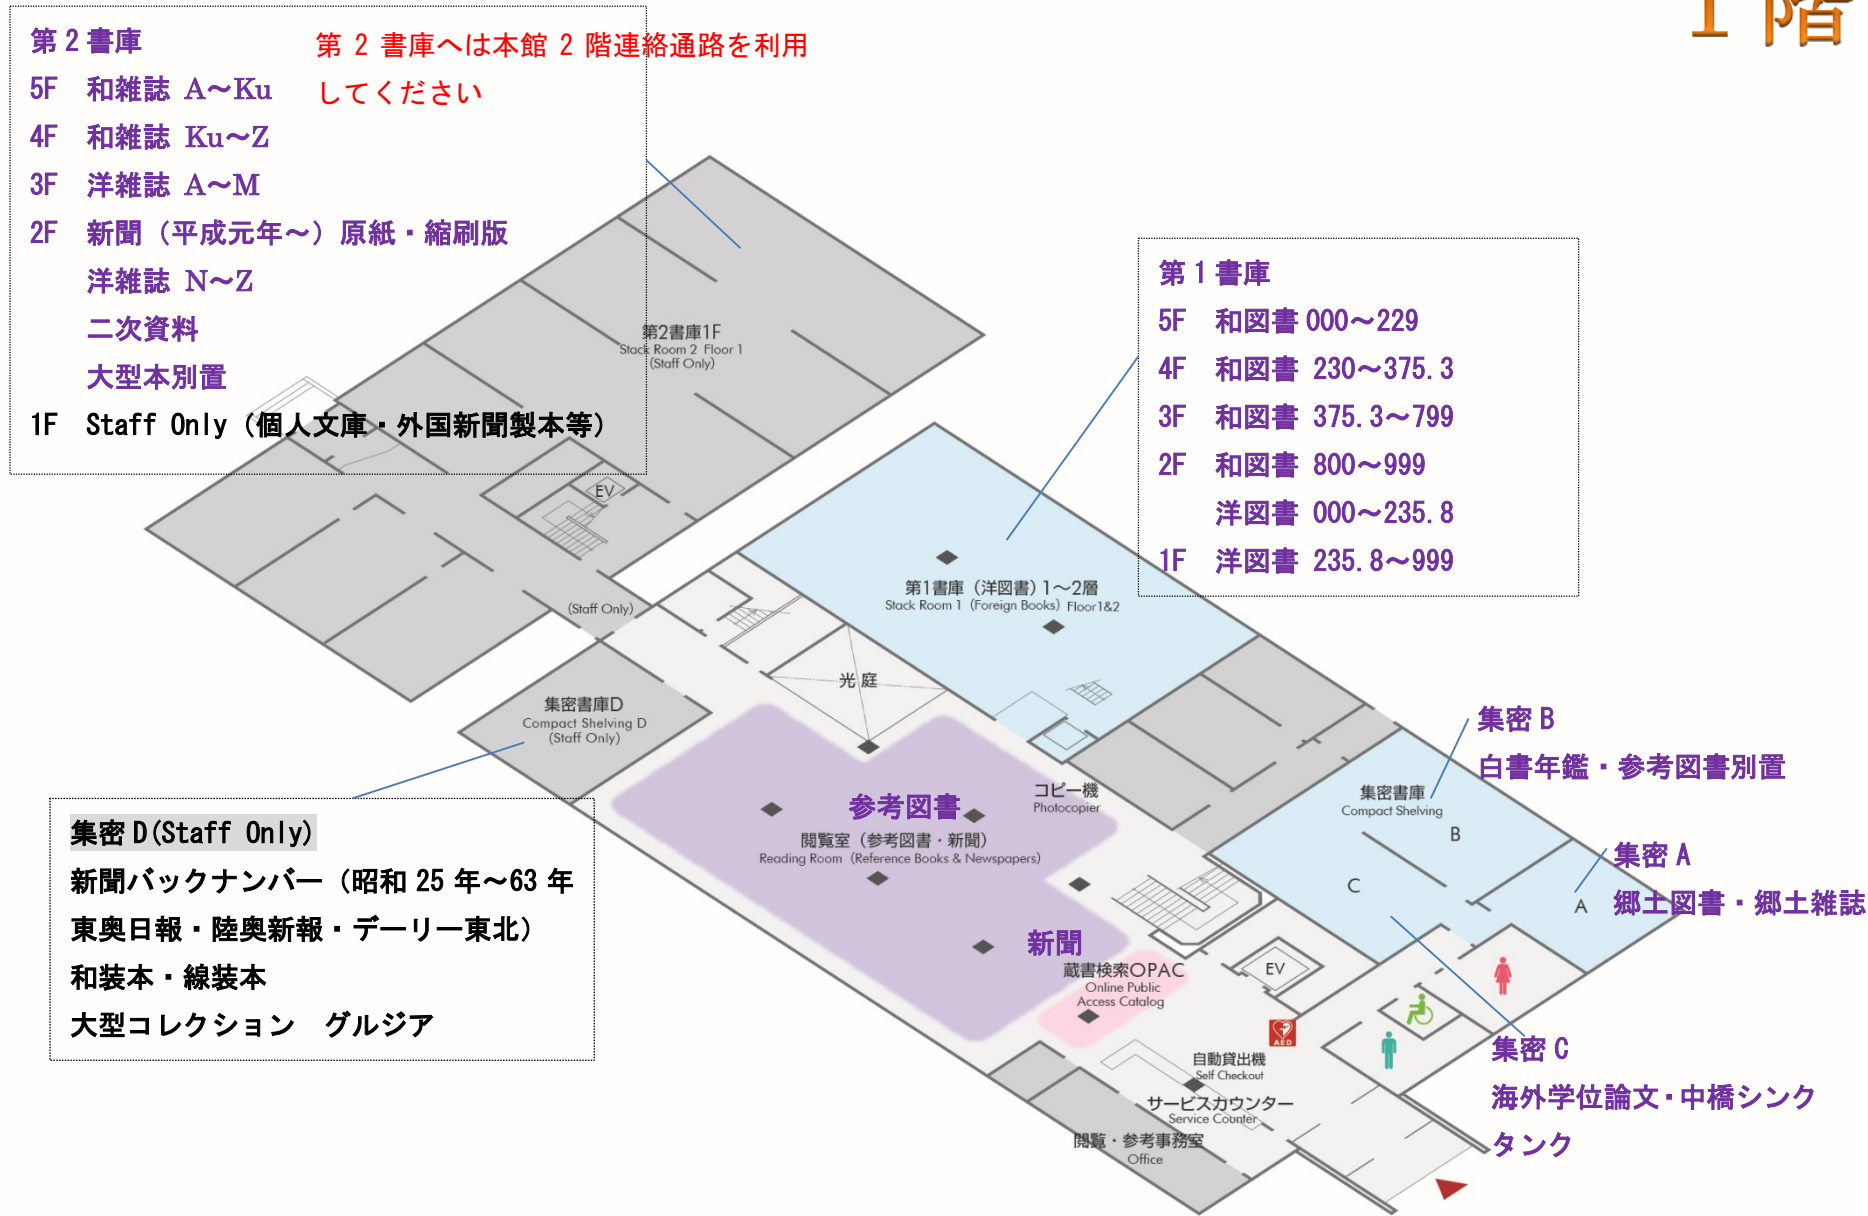 1階
第2書庫
第 2 書庫へは本館 2 階連絡通路を利用
してください
5F 和雑誌 A～Ku
4F 和雑誌 Ku～Z
3F 洋雑誌 A～M
2F 新聞（平成元年～）原紙・縮刷版
洋雑誌 N～Z
二次資料
大型本別置
1F Staff Only（個人文庫・外国新聞製本等）
第2書庫1F
Stack Room 2 Floor 1
(Staff Only)
EV
(Staff Only)
第1書庫
5F 和図書 000～229
4F 和図書 230～375.3
3F 和図書 375.3～799
2F 和図書 800～999
洋図書 000～235.8
1F 洋図書 235.8～999
第1書庫（洋図書）1～2層
Stack Room 1 (Foreign Books) Floor1&2
光庭
集密書庫D
Compact Shelving D
(Staff Only)
集密D(Staff Only)
新聞バックナンバー（昭和 25 年～63 年
東奥日報・陸奥新報・デーリー東北）
和装本・線装本
大型コレクション グルジア
コピー機
Photocopier
参考図書
閲覧室（参考図書・新聞）
Reading Room (Reference Books & Newspapers)
新聞
蔵書検索OPAC
Online Public
Access Catalog
集密書庫
Compact Shelving
B
C
A
集密B
白書年鑑・参考図書別置
集密A
郷土図書・郷土雑誌
EV
AED
集密C
海外学位論文・中橋シンク
タンク
自動貸出機
Self Checkout
サービスカウンター
Service Counter
閲覧・参考事務室
Office